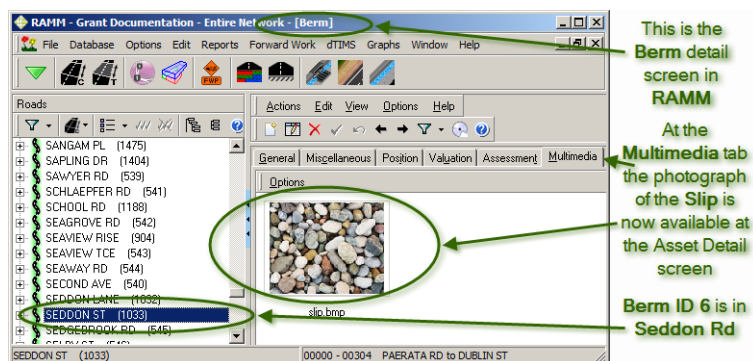 RAMM - Grant Documentation - Entire Network - [Berm]
File Database Options Edit Reports Forward Work dTIMS Graphs Window Help
C T FWP
Roads
SANGAM PL (1475)
SAPLING DR (1404)
SAWYER RD (539)
SCHLAEPFER RD (541)
SCHOOL RD (1188)
SEAGROVE RD (542)
SEAVIEW RISE (904)
SEAVIEW TCE (543)
SEAWAY RD (544)
SECOND AVE (540)
SEDDON LANE (1032)
SEDDON ST (1033)
SEDGEBROOK RD (545)
SELBY ST (546)
SEDDON ST (1033)
Actions Edit View Options Help
General Miscellaneous Position Valuation Assessment Multimedia
Options
slip.bmp
00000 - 00304 PAERATA RD to DUBLIN ST
This is the
Berm detail
screen in
RAMM
At the
Multimedia tab
the photograph
of the Slip is
now available at
the Asset Detail
screen
Berm ID 6 is in
Seddon Rd